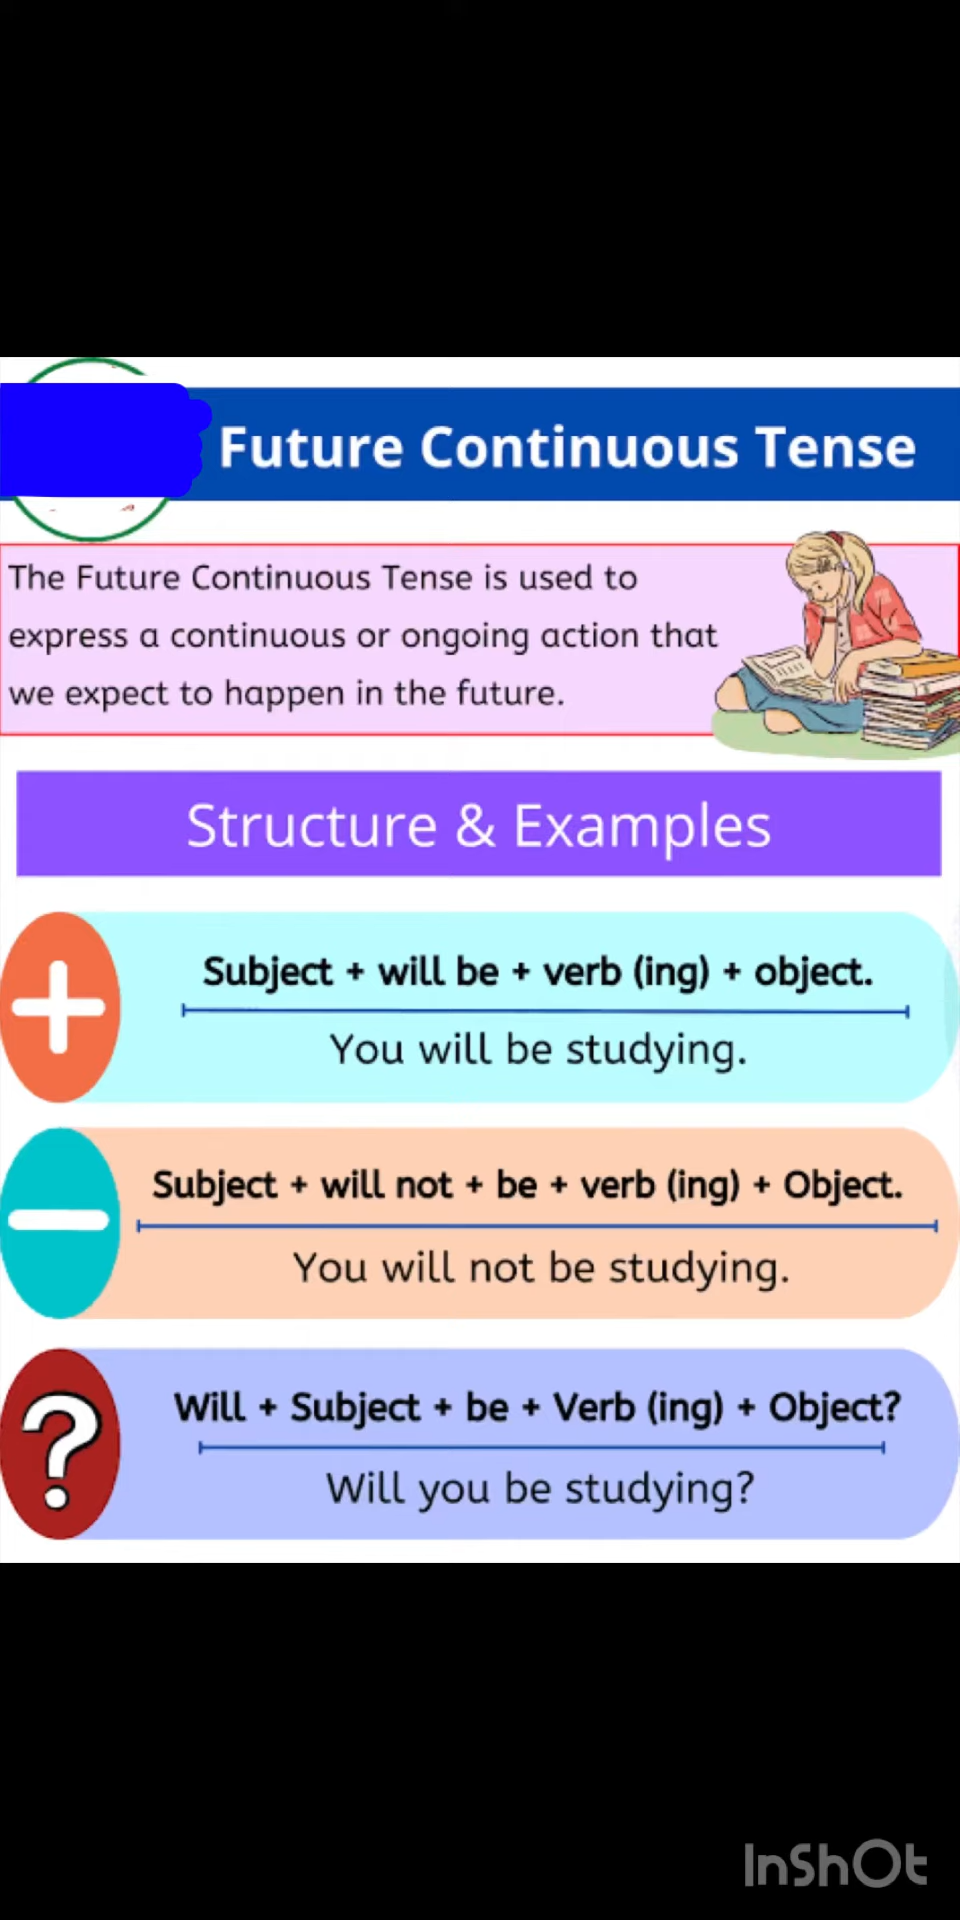 Future Continuous Tense
The Future Continuous Tense is used to
express a continuous or ongoing action that
we expect to happen in the future.
Structure & Examples
Subject + will be + verb (ing) + object.
You will be studying.
Subject + will not + be + verb (ing) + Object.
You will not be studying.
Will + Subject + be + Verb (ing) + Object?
Will you be studying?
InShOt